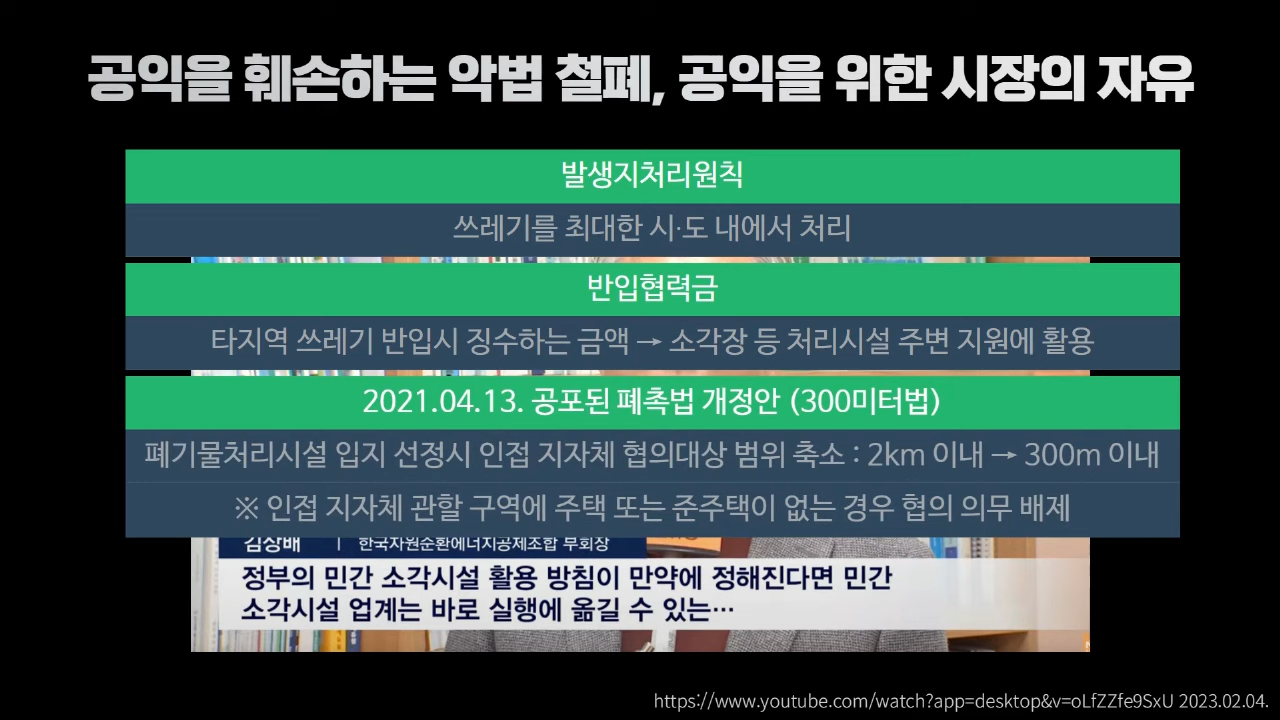 공익을 훼손하는 악법 철폐, 공익을 위한 시장의 자유
발생지처리원칙
쓰레기를 최대한 시·도 내에서 처리
반입협력금
타지역 쓰레기 반입시 징수하는 금액 → 소각장 등 처리시설 주변 지원에 활용
2021.04.13. 공포된 폐촉법 개정안 (300미터법)
폐기물처리시설 입지 선정시 인접 지자체 협의대상 범위 축소 : 2km 이내 → 300m 이내
※ 인접 지자체 관할 구역에 주택 또는 준주택이 없는 경우 협의 의무 배제
김상배 | 한국자원순환에너지공제조합 부회장
정부의 민간 소각시설 활용 방침이 만약에 정해진다면 민간
소각시설 업계는 바로 실행에 옮길 수 있는…
https://www.youtube.com/watch?app=desktop&v=oLfZZfe9SxU 2023.02.04.